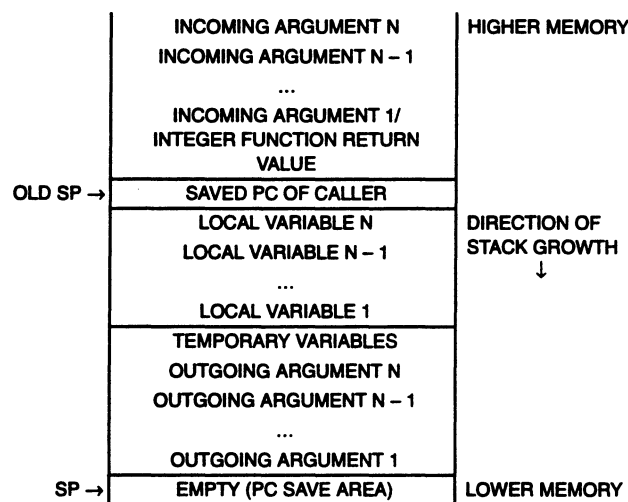 INCOMING ARGUMENT N HIGHER MEMORY
INCOMING ARGUMENT N – 1
...
INCOMING ARGUMENT 1/
INTEGER FUNCTION RETURN
VALUE
OLD SP → SAVED PC OF CALLER
LOCAL VARIABLE N DIRECTION OF
LOCAL VARIABLE N – 1 STACK GROWTH
... ↓
LOCAL VARIABLE 1
TEMPORARY VARIABLES
OUTGOING ARGUMENT N
OUTGOING ARGUMENT N – 1
...
OUTGOING ARGUMENT 1
SP → EMPTY (PC SAVE AREA) LOWER MEMORY